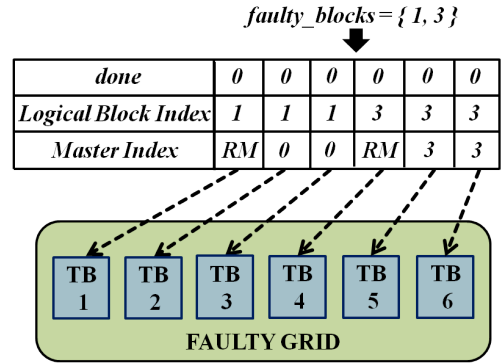 faulty_blocks = { 1, 3 }
done 0 0 0 0 0 0
Logical Block Index 1 1 1 3 3 3
Master Index RM 0 0 RM 3 3
TB 1 TB 2 TB 3 TB 4 TB 5 TB 6
FAULTY GRID